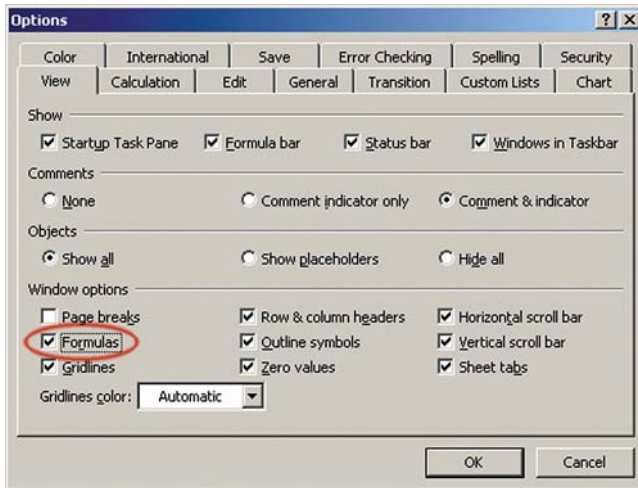 Options
Color International Save Error Checking Spelling Security
View Calculation Edit General Transition Custom Lists Chart
Show
Startup Task Pane Formula bar Status bar Windows in Taskbar
Comments
None Comment indicator only Comment & indicator
Objects
Show all Show placeholders Hide all
Window options
Page breaks Row & column headers Horizontal scroll bar
Formulas Outline symbols Vertical scroll bar
Gridlines Zero values Sheet tabs
Gridlines color: Automatic
OK Cancel